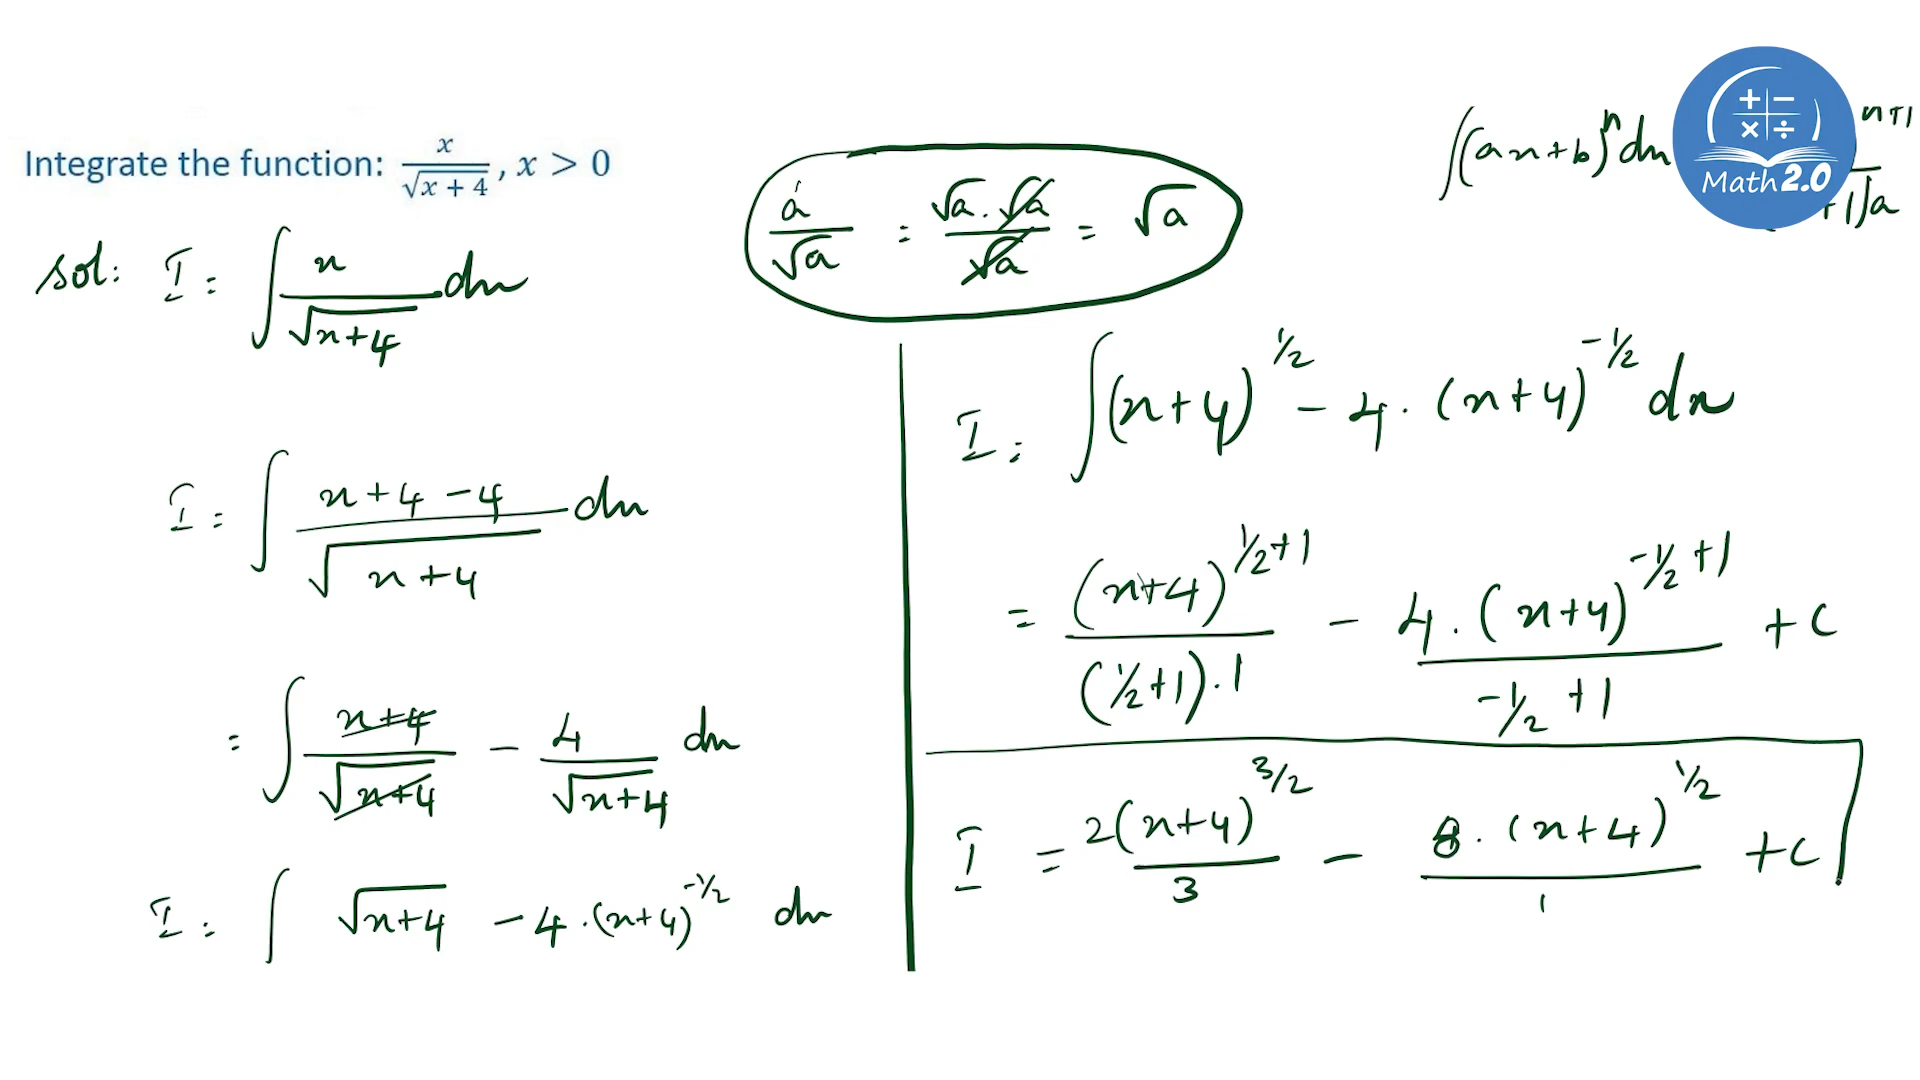 Integrate the function: x/√(x + 4) , x > 0
a/√a = √a . √a/√a = √a
∫(ax+b)^n dx
n+1
+1)a
Math 2.0
Sol: I = ∫ x/√(x+4) dx
I = ∫ (x+4-4)/√(x+4) dx
= ∫ (x+4)/√(x+4) - 4/√(x+4) dx
I = ∫ √(x+4) - 4.(x+4)^(-1/2) dx
I = ∫(x+4)^(1/2) - 4.(x+4)^(-1/2) dx
= (x+4)^(1/2+1)/((1/2+1).1) - 4.(x+4)^(-1/2+1)/(-1/2+1) + c
I = 2(x+4)^(3/2)/3 - 8.(x+4)^(1/2)/1 + c